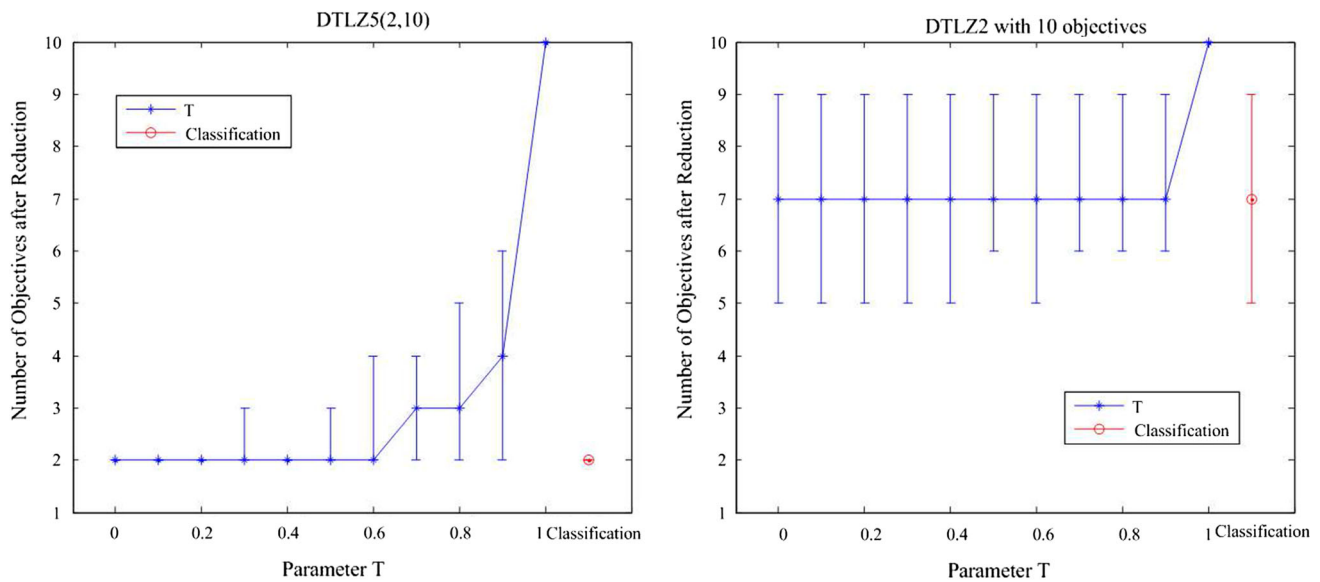 DTLZ5(2,10)
Number of Objectives after Reduction
10
9
8
7
6
5
4
3
2
1
T
Classification
0
0.2
0.4
0.6
0.8
1
Classification
Parameter T
DTLZ2 with 10 objectives
Number of Objectives after Reduction
10
9
8
7
6
5
4
3
2
1
T
Classification
0
0.2
0.4
0.6
0.8
1
Classification
Parameter T